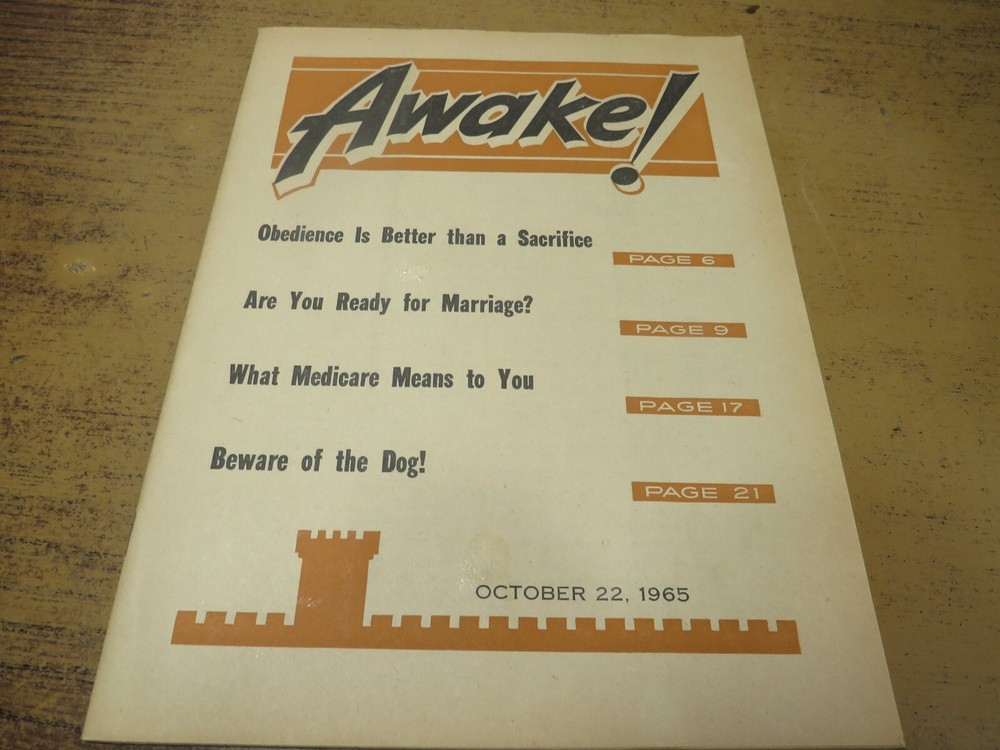 Awake!
Obedience Is Better than a Sacrifice
PAGE 6
Are You Ready for Marriage?
PAGE 9
What Medicare Means to You
PAGE 17
Beware of the Dog!
PAGE 21
OCTOBER 22, 1965